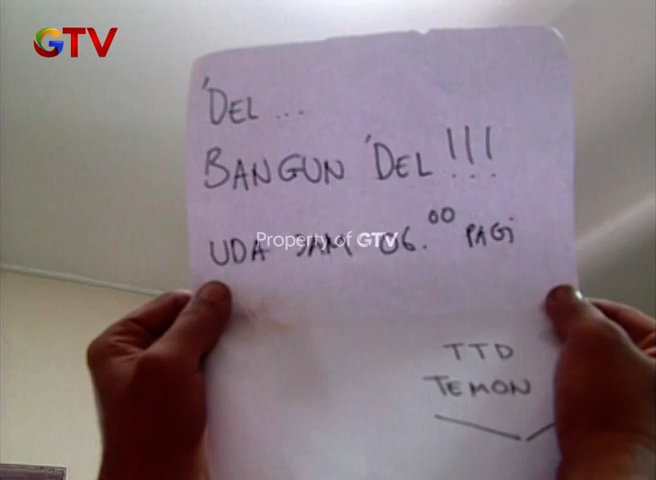 GTV
'DEL ...
BANGUN 'DEL !!!
UDA JAM 06.00 PAGi
Property of GTV
TTD
TEMON